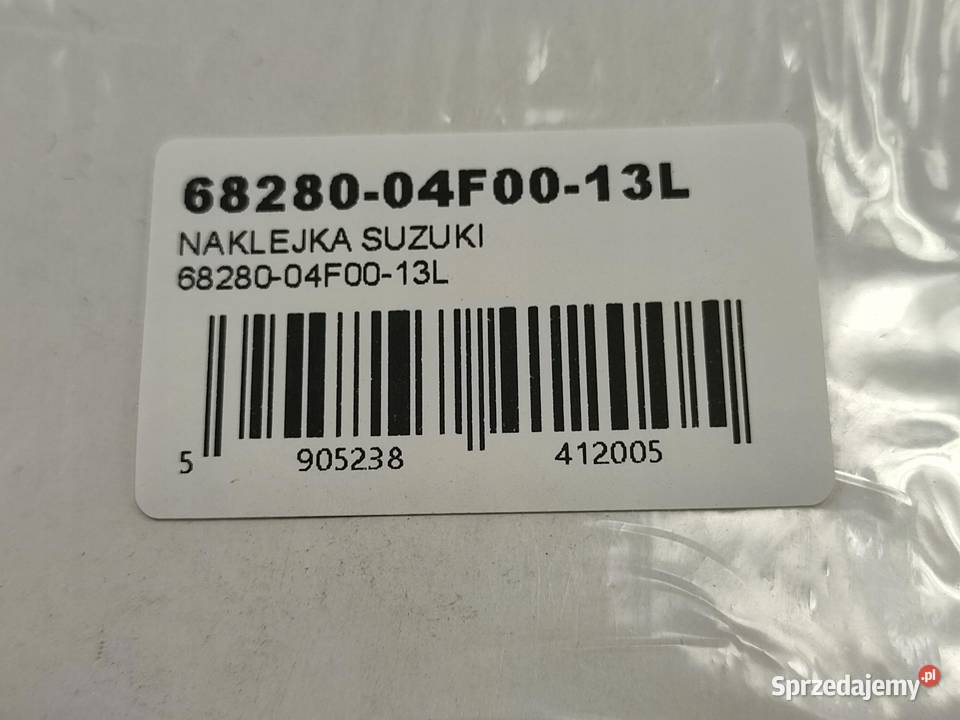 68280-04F00-13L
NAKLEJKA SUZUKI
68280-04F00-13L
5 905238 412005
Sprzedajemy.pl